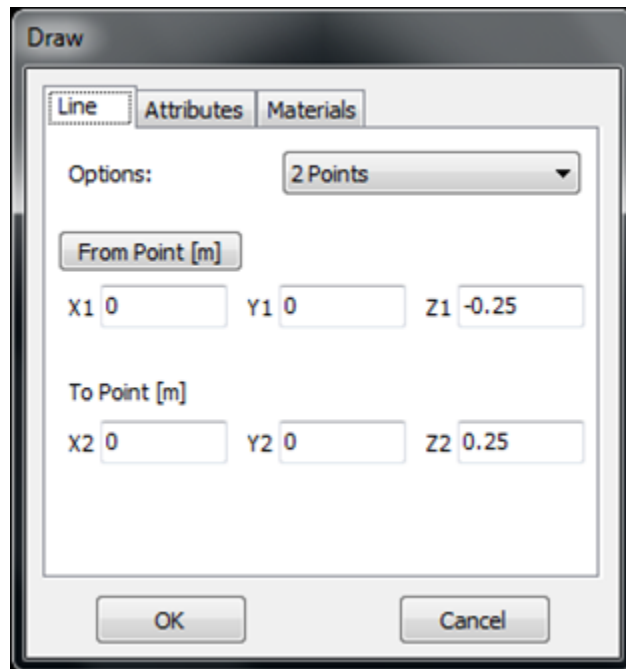 Draw
Line Attributes Materials
Options: 2 Points
From Point [m]
X1 0 Y1 0 Z1 -0.25
To Point [m]
X2 0 Y2 0 Z2 0.25
OK Cancel